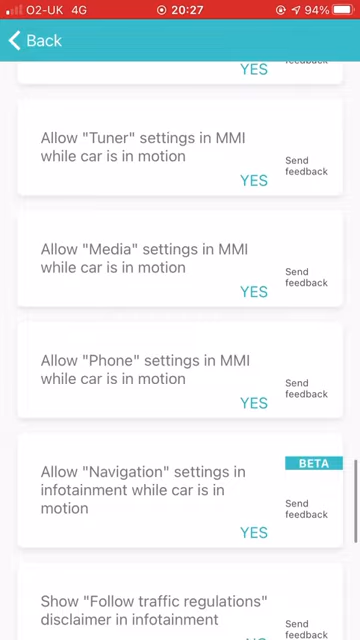 O2-UK 4G 20:27 94%
Back
YES
feedback
Allow "Tuner" settings in MMI
while car is in motion
Send
feedback
YES
Allow "Media" settings in MMI
while car is in motion
Send
feedback
YES
Allow "Phone" settings in MMI
while car is in motion
Send
feedback
YES
BETA
Allow "Navigation" settings in
infotainment while car is in
motion
Send
feedback
YES
Show "Follow traffic regulations"
disclaimer in infotainment
Send
feedback
NO